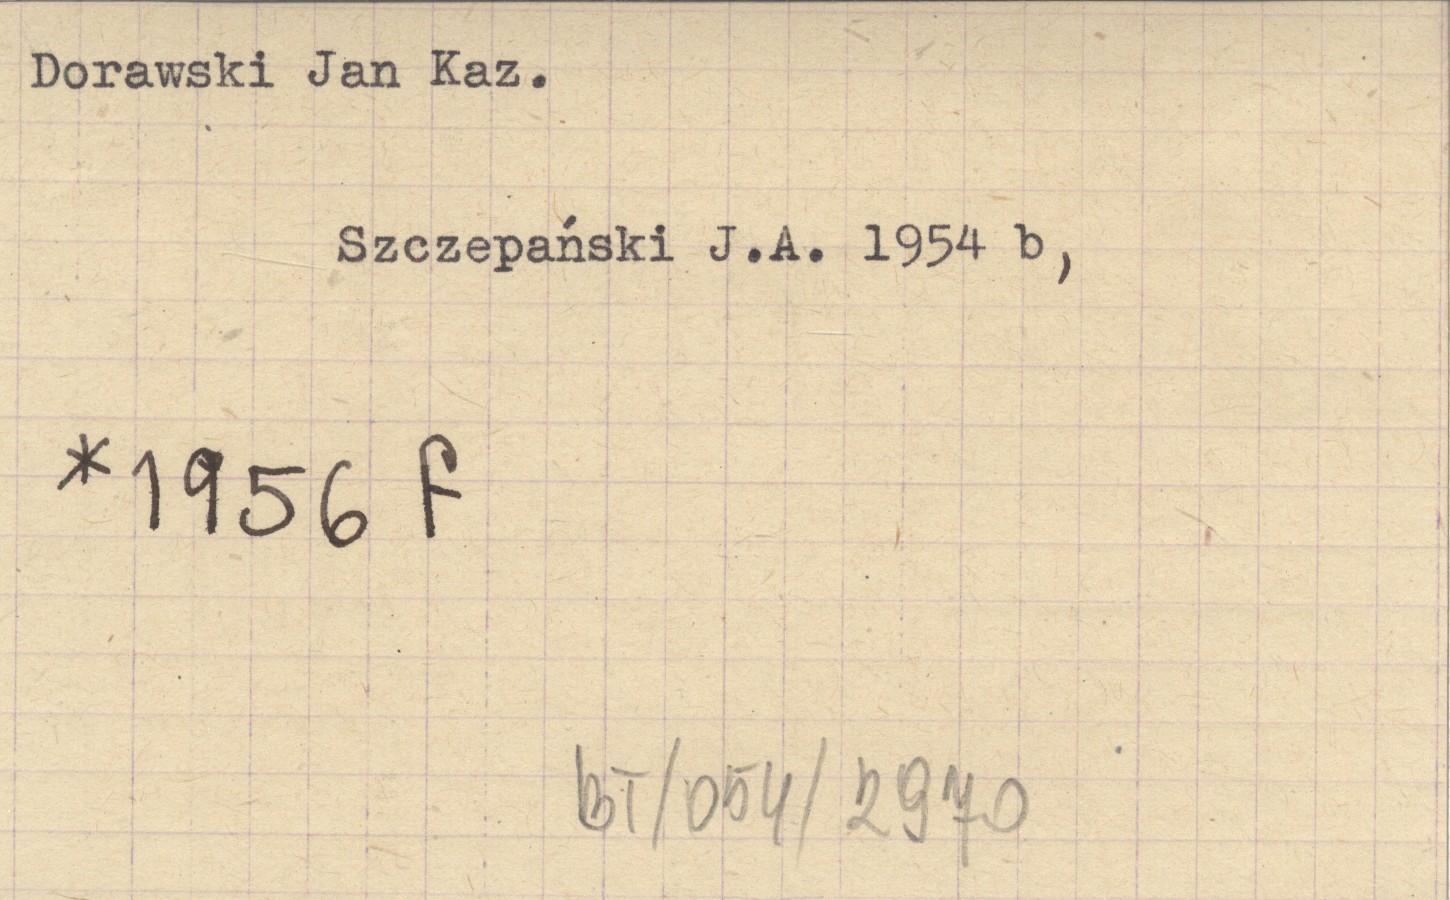 Dorawski Jan Kaz.
Szczepański J.A. 1954 b,
*1956 F
BT/054/2970